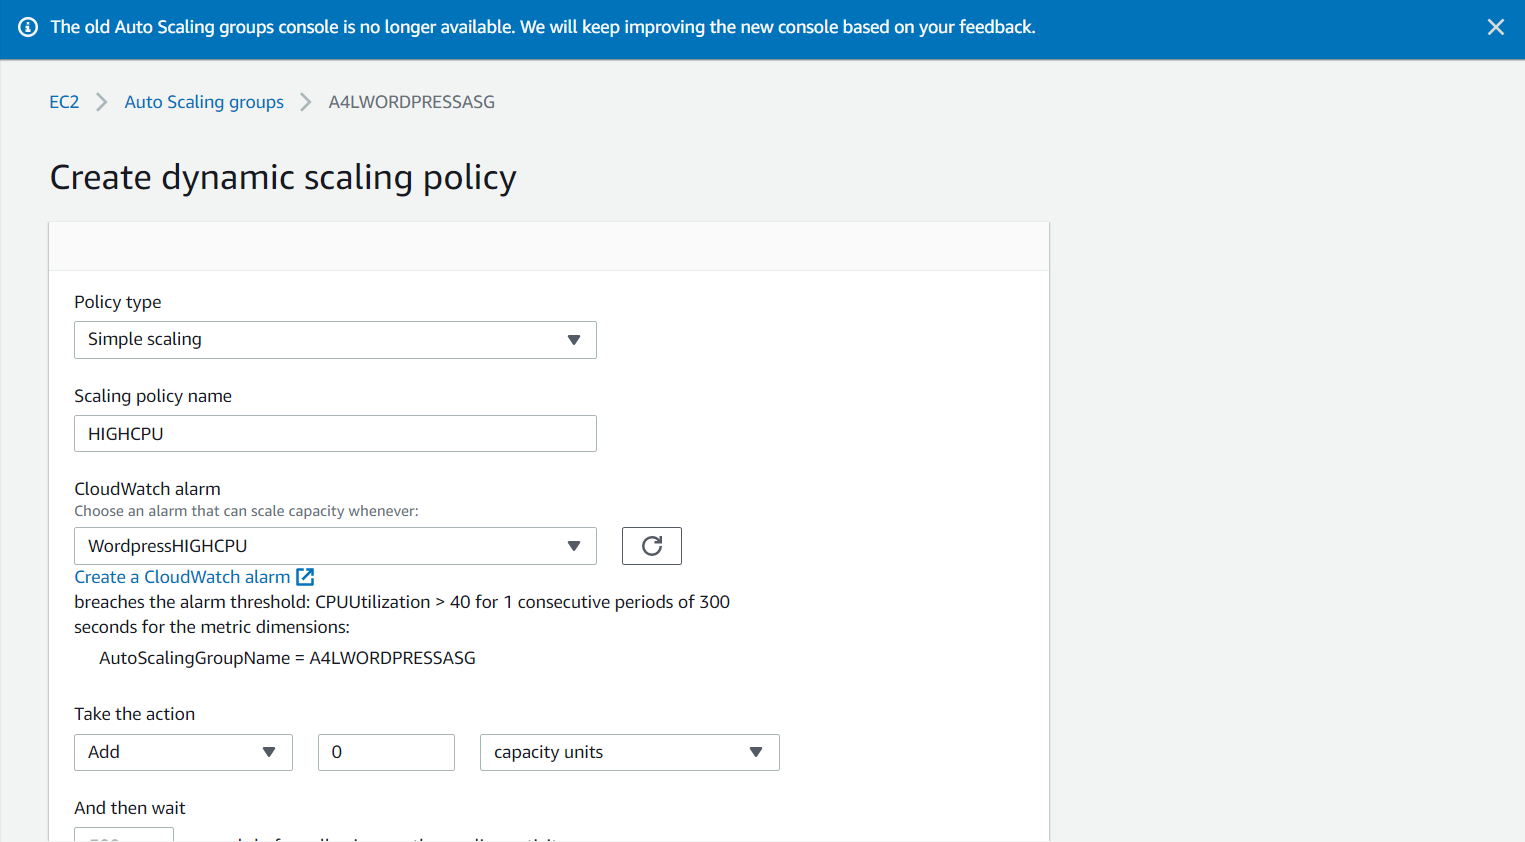 The old Auto Scaling groups console is no longer available. We will keep improving the new console based on your feedback.
EC2 > Auto Scaling groups > A4LWORDPRESSASG
Create dynamic scaling policy
Policy type
Simple scaling
Scaling policy name
HIGHCPU
CloudWatch alarm
Choose an alarm that can scale capacity whenever:
WordpressHIGHCPU
Create a CloudWatch alarm
breaches the alarm threshold: CPUUtilization > 40 for 1 consecutive periods of 300
seconds for the metric dimensions:
AutoScalingGroupName = A4LWORDPRESSASG
Take the action
Add 0 capacity units
And then wait